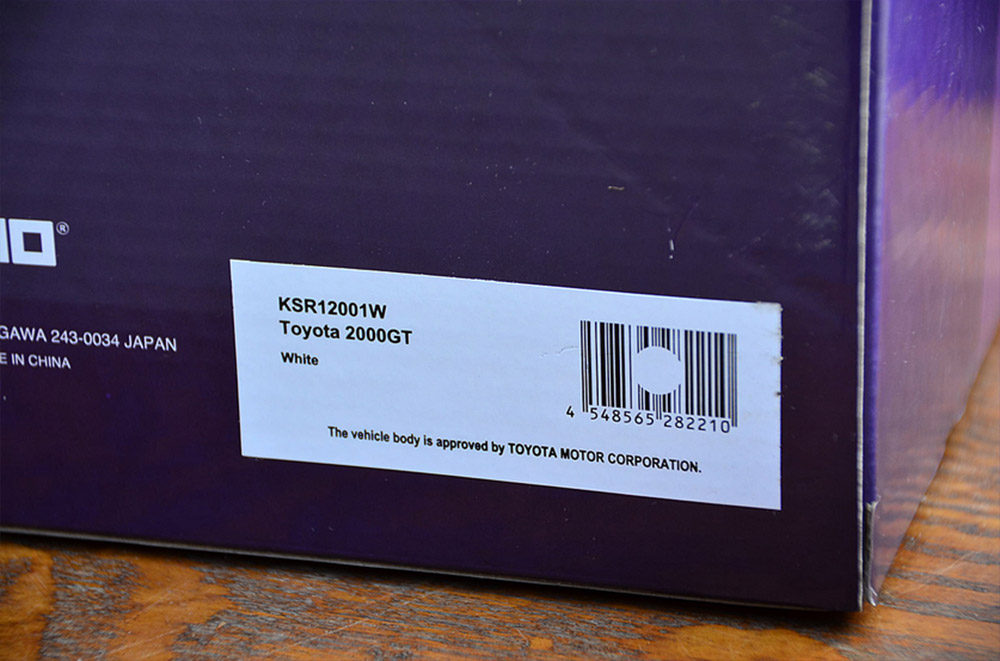 ®
GAWA 243-0034 JAPAN
E IN CHINA
KSR12001W
Toyota 2000GT
White
4 548565 282210
The vehicle body is approved by TOYOTA MOTOR CORPORATION.